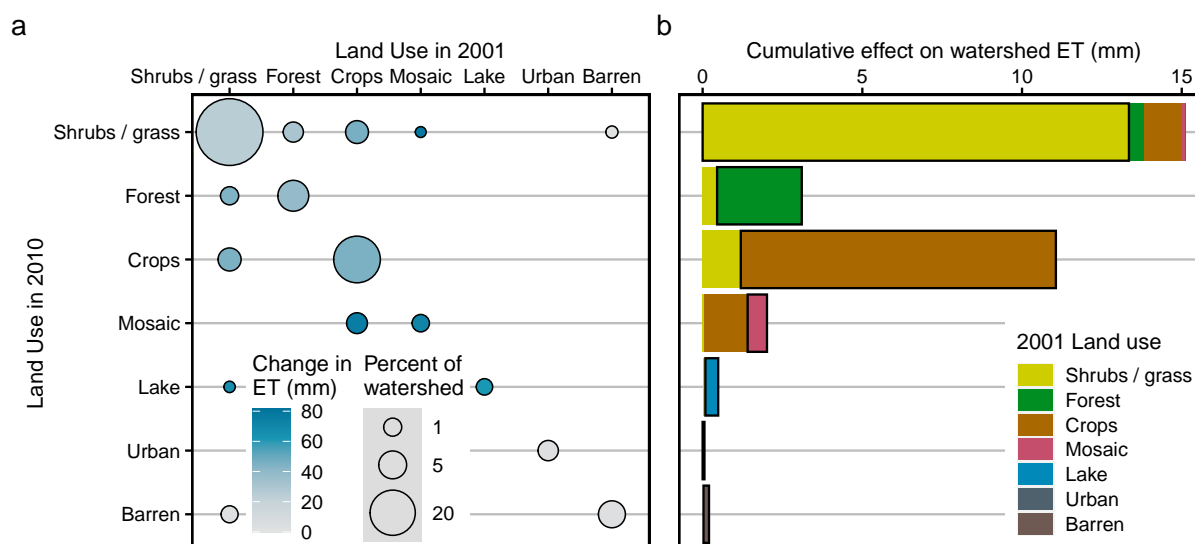 a
Land Use in 2001
Shrubs / grass Forest Crops Mosaic Lake Urban Barren
Land Use in 2010
Shrubs / grass
Forest
Crops
Mosaic
Lake
Urban
Barren
Change in
ET (mm)
80
60
40
20
0
Percent of
watershed
1
5
20
b
Cumulative effect on watershed ET (mm)
0 5 10 15
2001 Land use
Shrubs / grass
Forest
Crops
Mosaic
Lake
Urban
Barren